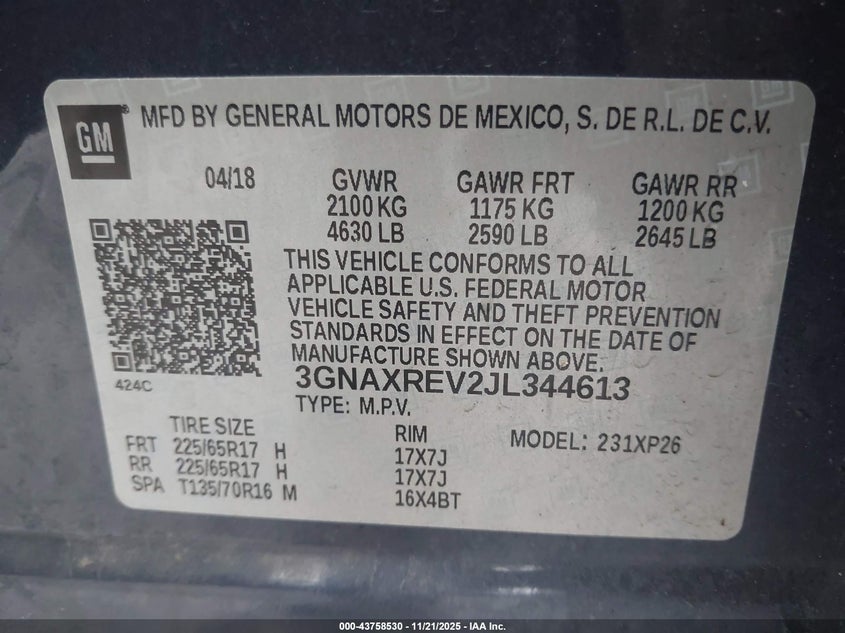 GM ® MFD BY GENERAL MOTORS DE MEXICO, S. DE R.L. DE C.V.
04/18 GVWR GAWR FRT GAWR RR
2100 KG 1175 KG 1200 KG
4630 LB 2590 LB 2645 LB
THIS VEHICLE CONFORMS TO ALL
APPLICABLE U.S. FEDERAL MOTOR
VEHICLE SAFETY AND THEFT PREVENTION
STANDARDS IN EFFECT ON THE DATE OF
MANUFACTURE SHOWN ABOVE.
424C 3GNAXREV2JL344613
TYPE: M.P.V.
TIRE SIZE RIM MODEL: 231XP26
FRT 225/65R17 H 17X7J
RR 225/65R17 H 17X7J
SPA T135/70R16 M 16X4BT
000-43758530 - 11/21/2025 - IAA Inc.